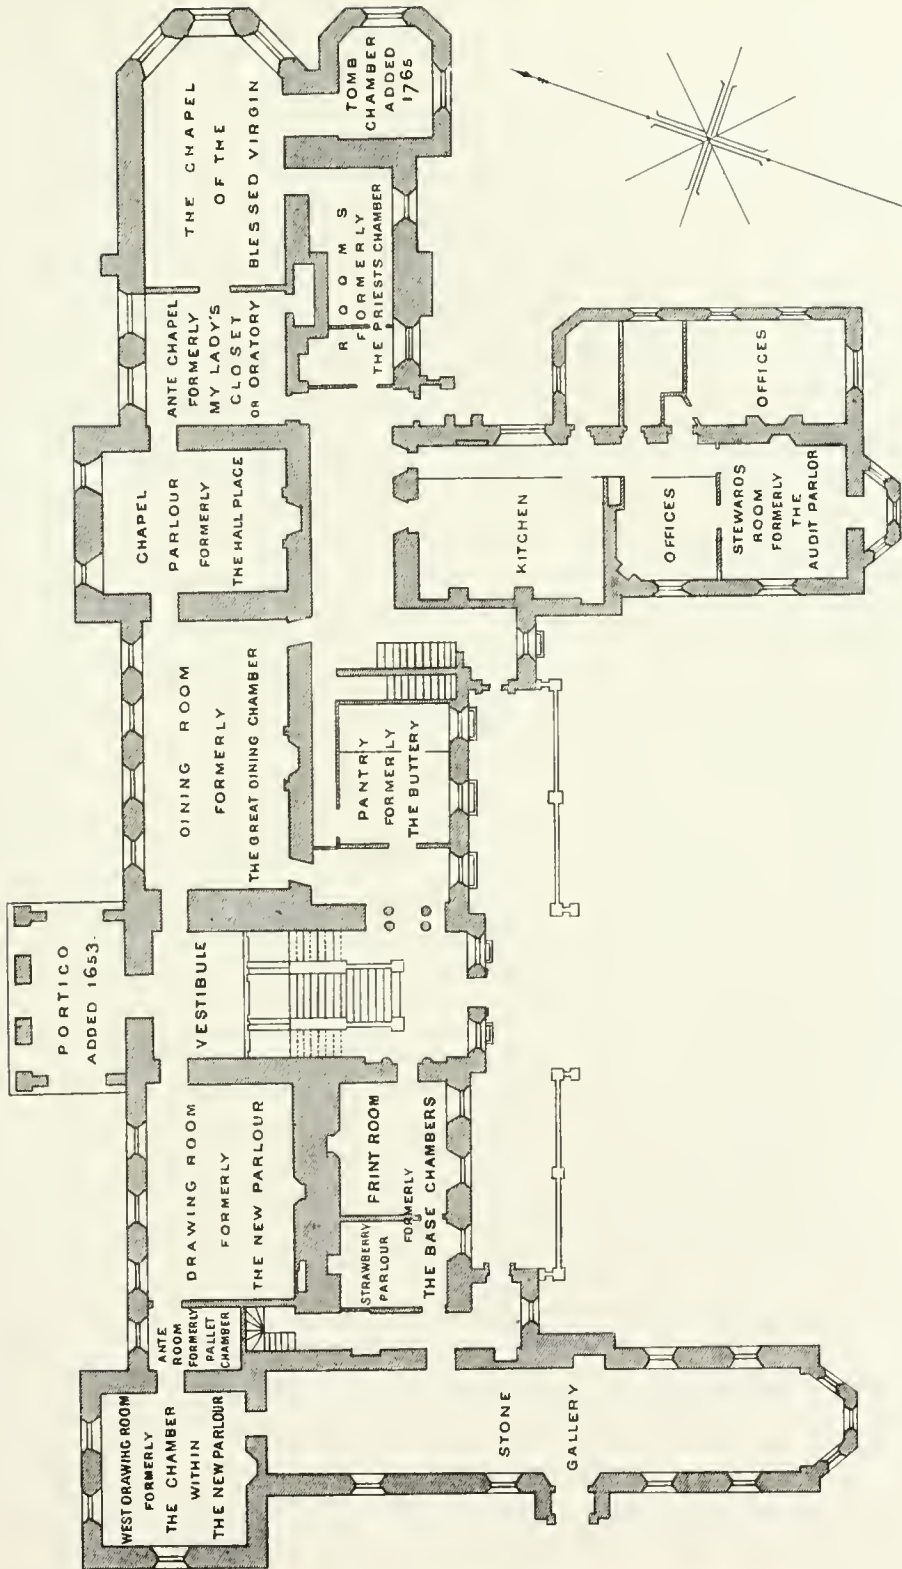 WEST DRAWING ROOM
FORMERLY
THE CHAMBER
WITHIN
THE NEW PARLOUR
ANTE
ROOM
FORMERLY
PALLET
CHAMBER
DRAWING ROOM
FORMERLY
THE NEW PARLOUR
STRAWBERRY
PARLOUR
PRINT ROOM
FORMERLY
THE BASE CHAMBERS
STONE
GALLERY
PORTICO
ADDED 1653.
VESTIBULE
DINING ROOM
FORMERLY
THE GREAT DINING CHAMBER
PANTRY
FORMERLY
THE BUTTERY
CHAPEL
PARLOUR
FORMERLY
THE HALL PLACE
KITCHEN
OFFICES
STEWARDS
ROOM
FORMERLY
THE
AUDIT PARLOR
OFFICES
ANTE CHAPEL
FORMERLY
MY LADY'S
CLOSET
OR ORATORY
THE CHAPEL
OF THE
BLESSED VIRGIN
ROOMS
FORMERLY
THE PRIESTS CHAMBER
TOMB
CHAMBER
ADDED
1765